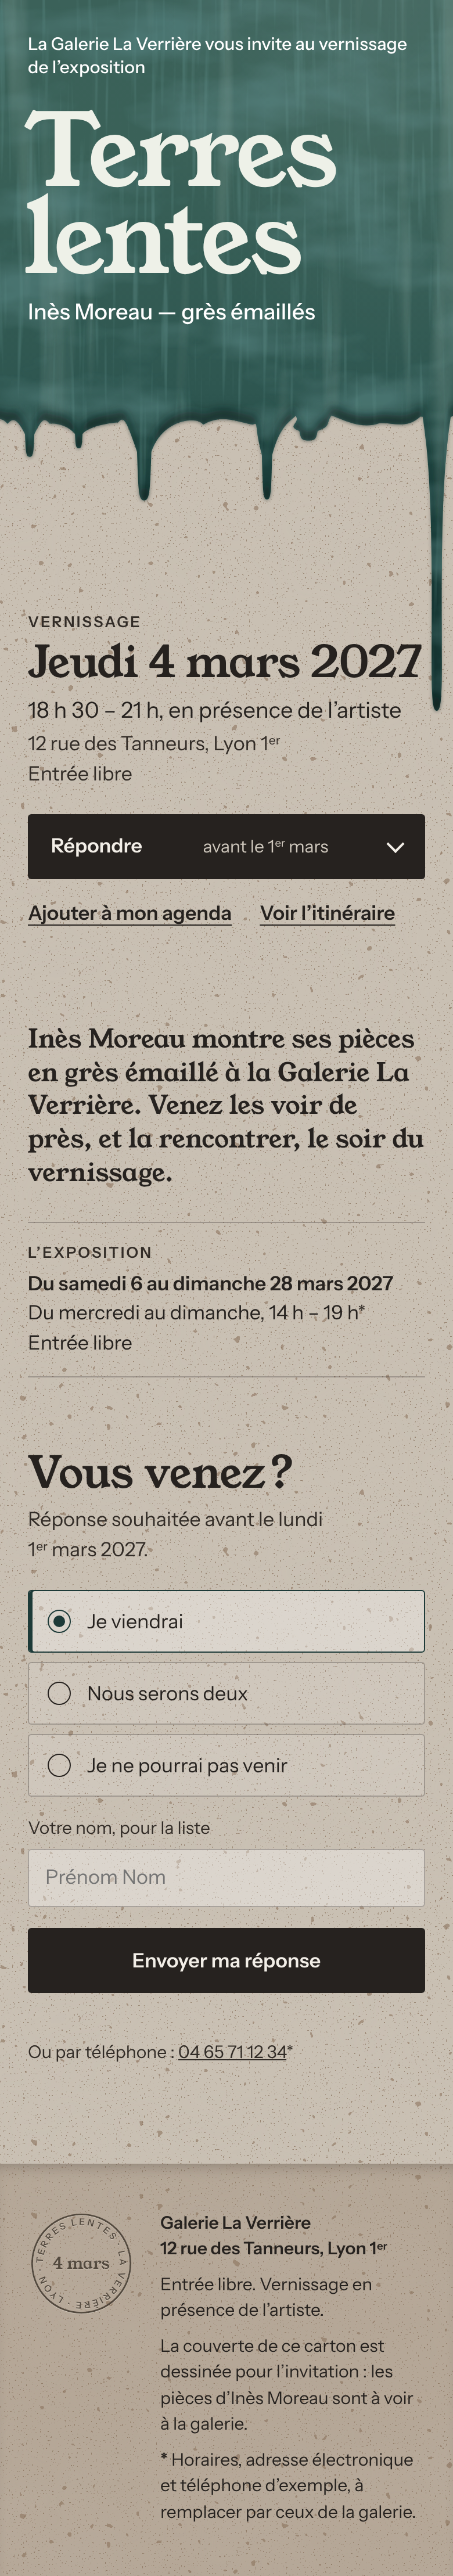 La Galerie La Verrière vous invite au vernissage
de l’exposition
Terres
lentes
Inès Moreau — grès émaillés
VERNISSAGE
Jeudi 4 mars 2027
18 h 30 – 21 h, en présence de l’artiste
12 rue des Tanneurs, Lyon 1er
Entrée libre
Répondre avant le 1er mars
Ajouter à mon agenda Voir l’itinéraire
Inès Moreau montre ses pièces
en grès émaillé à la Galerie La
Verrière. Venez les voir de
près, et la rencontrer, le soir du
vernissage.
L’EXPOSITION
Du samedi 6 au dimanche 28 mars 2027
Du mercredi au dimanche, 14 h – 19 h*
Entrée libre
Vous venez ?
Réponse souhaitée avant le lundi
1er mars 2027.
Je viendrai
Nous serons deux
Je ne pourrai pas venir
Votre nom, pour la liste
Prénom Nom
Envoyer ma réponse
Ou par téléphone : 04 65 71 12 34*
TERRES LENTES · LA VERRIÈRE · LYON ·
4 mars
Galerie La Verrière
12 rue des Tanneurs, Lyon 1er
Entrée libre. Vernissage en
présence de l’artiste.
La couverte de ce carton est
dessinée pour l’invitation : les
pièces d’Inès Moreau sont à voir
à la galerie.
* Horaires, adresse électronique
et téléphone d’exemple, à
remplacer par ceux de la galerie.